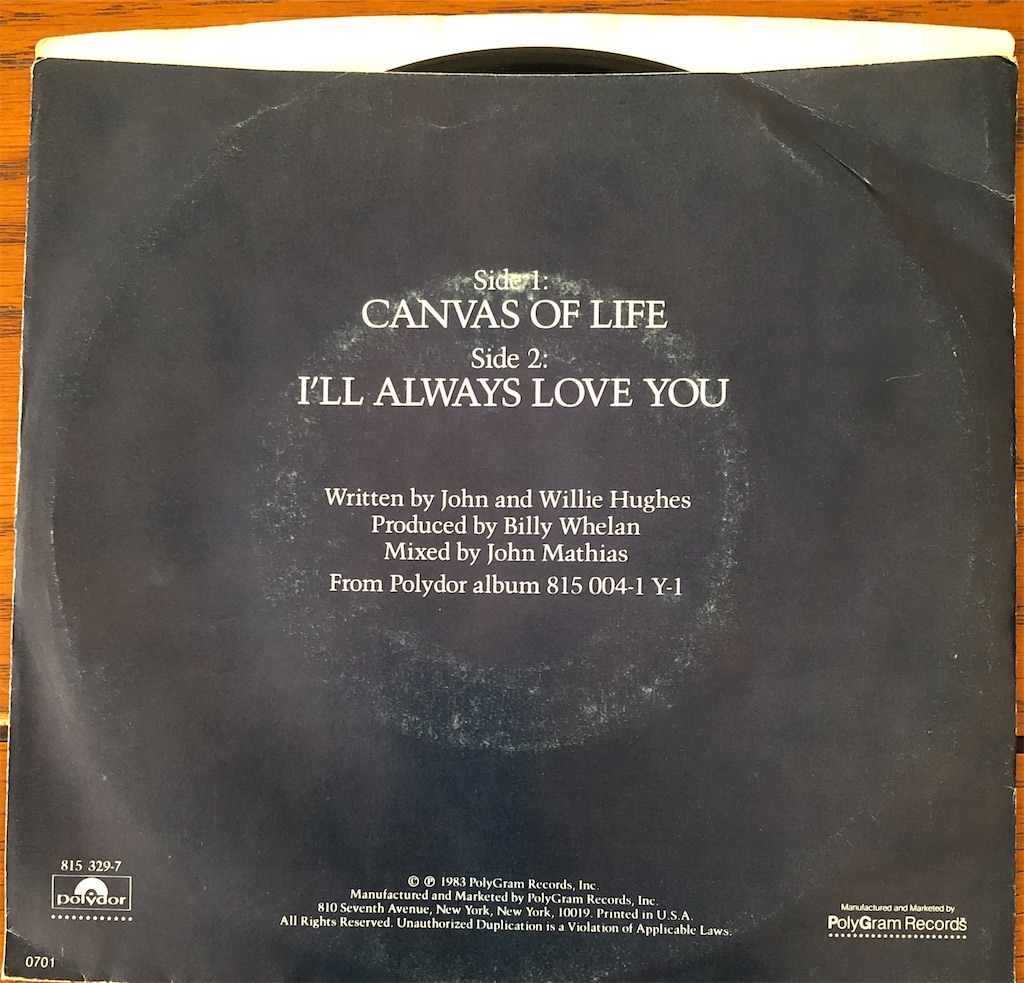 Side 1:
CANVAS OF LIFE
Side 2:
I'LL ALWAYS LOVE YOU
Written by John and Willie Hughes
Produced by Billy Whelan
Mixed by John Mathias
From Polydor album 815 004-1 Y-1
815 329-7
polydor
© ℗ 1983 PolyGram Records, Inc.
Manufactured and Marketed by PolyGram Records, Inc.
810 Seventh Avenue, New York, New York, 10019. Printed in U.S.A.
All Rights Reserved. Unauthorized Duplication is a Violation of Applicable Laws.
Manufactured and Marketed by
PolyGram Records
0701